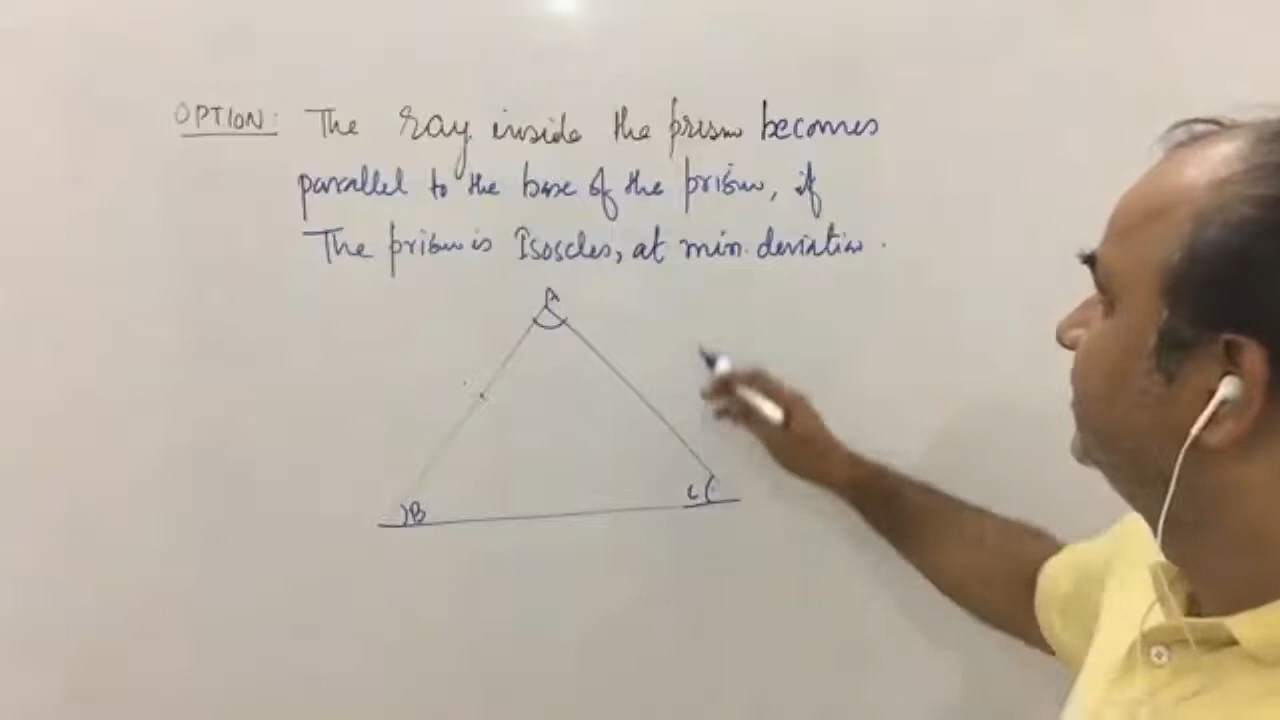 OPTION: The ray inside the prism becomes
parallel to the base of the prism, if
The prism is Isoscles, at min. deviation.
A
B
C